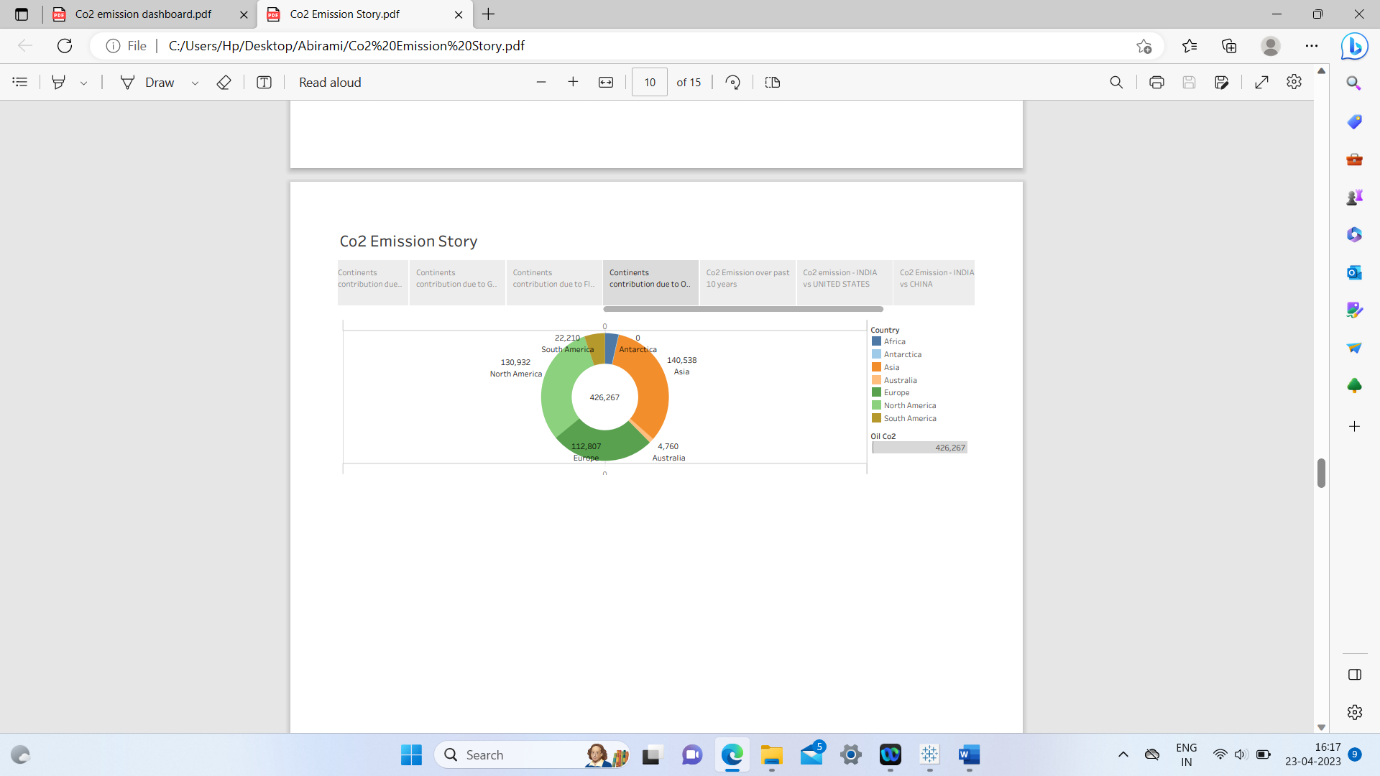 Co2 emission dashboard.pdf
Co2 Emission Story.pdf
File
C:/Users/Hp/Desktop/Abirami/Co2%20Emission%20Story.pdf
Draw
Read aloud
10
of 15
Co2 Emission Story
Continents
contribution due...
Continents
contribution due to G..
Continents
contribution due to Fl..
Continents
contribution due to O..
Co2 Emission over past
10 years
Co2 emission - INDIA
vs UNITED STATES
Co2 Emission - INDIA
vs CHINA
0
22,210
South America
0
Antarctica
140,538
Asia
130,932
North America
426,267
112,807
Europe
4,760
Australia
0
Country
Africa
Antarctica
Asia
Australia
Europe
North America
South America
Oil Co2
426,267
Search
5
ENG
IN
16:17
23-04-2023
9